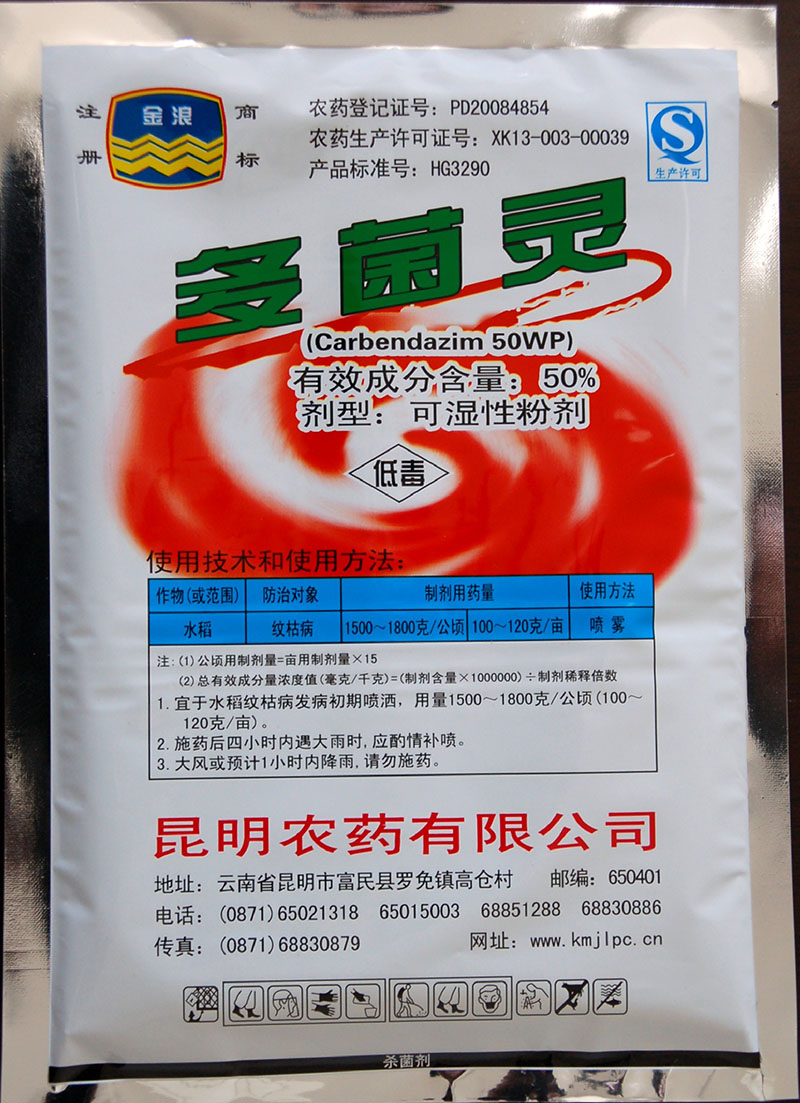 注册 金浪 商标
农药登记证号：PD20084854
农药生产许可证号：XK13-003-00039
产品标准号：HG3290
生产许可
多菌灵
(Carbendazim 50WP)
有效成分含量：50%
剂型：可湿性粉剂
低毒
使用技术和使用方法：
作物(或范围) 防治对象 制剂用药量 使用方法
水稻 纹枯病 1500～1800克/公顷 100～120克/亩 喷雾
注:(1)公顷用制剂量=亩用制剂量×15
(2)总有效成分量浓度值(毫克/千克)=(制剂含量×1000000)÷制剂稀释倍数
1.宜于水稻纹枯病发病初期喷洒，用量1500～1800克/公顷(100～
120克/亩)。
2.施药后四小时内遇大雨时,应酌情补喷。
3.大风或预计1小时内降雨,请勿施药。
昆明农药有限公司
地址：云南省昆明市富民县罗免镇高仓村 邮编：650401
电话：(0871)65021318 65015003 68851288 68830886
传真：(0871)68830879 网址：www.kmjlpc.cn
杀菌剂